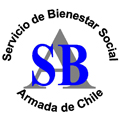 Servicio de Bienestar Social
A
SB
Armada de Chile